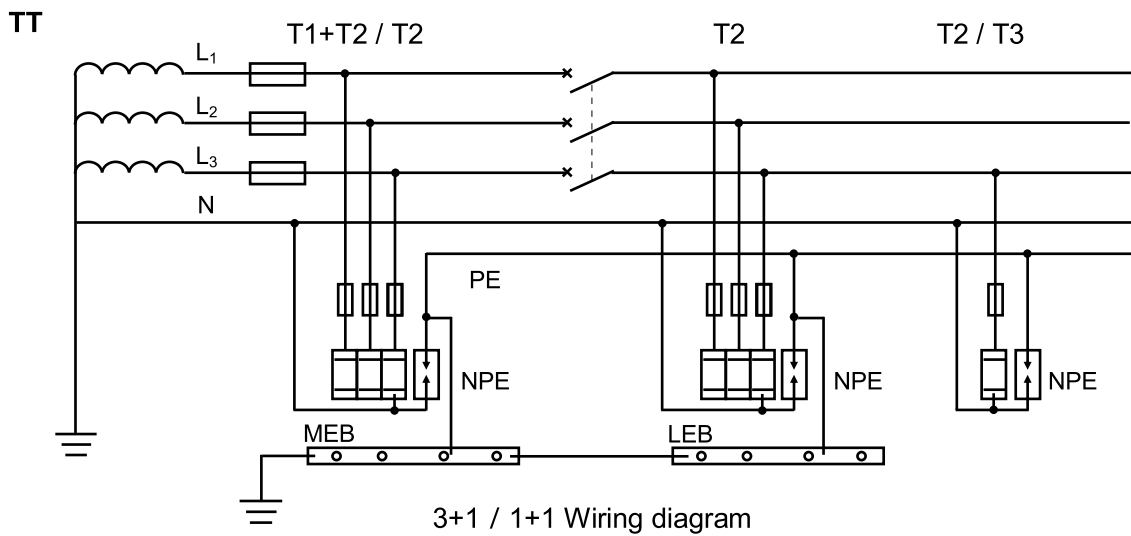 TT
T1+T2 / T2
T2
T2 / T3
L1
L2
L3
N
PE
NPE
NPE
NPE
MEB
LEB
3+1 / 1+1 Wiring diagram